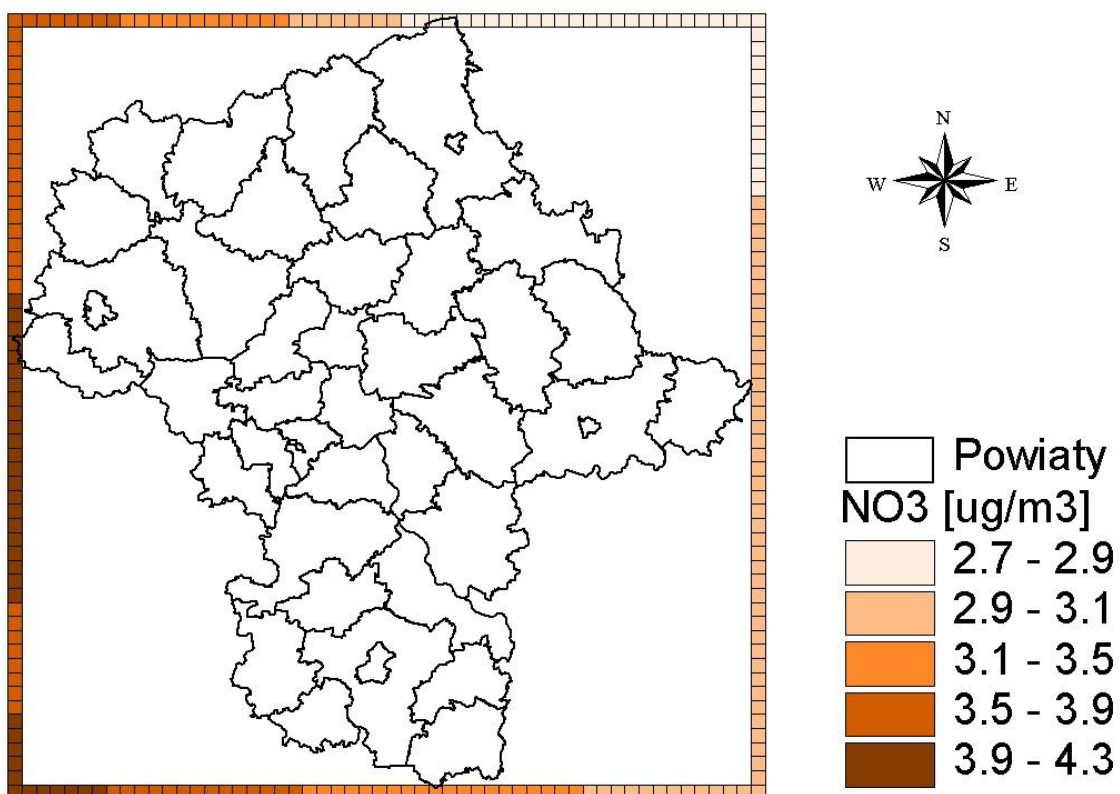 N
W E
S
Powiaty
NO3 [ug/m3]
2.7 - 2.9
2.9 - 3.1
3.1 - 3.5
3.5 - 3.9
3.9 - 4.3